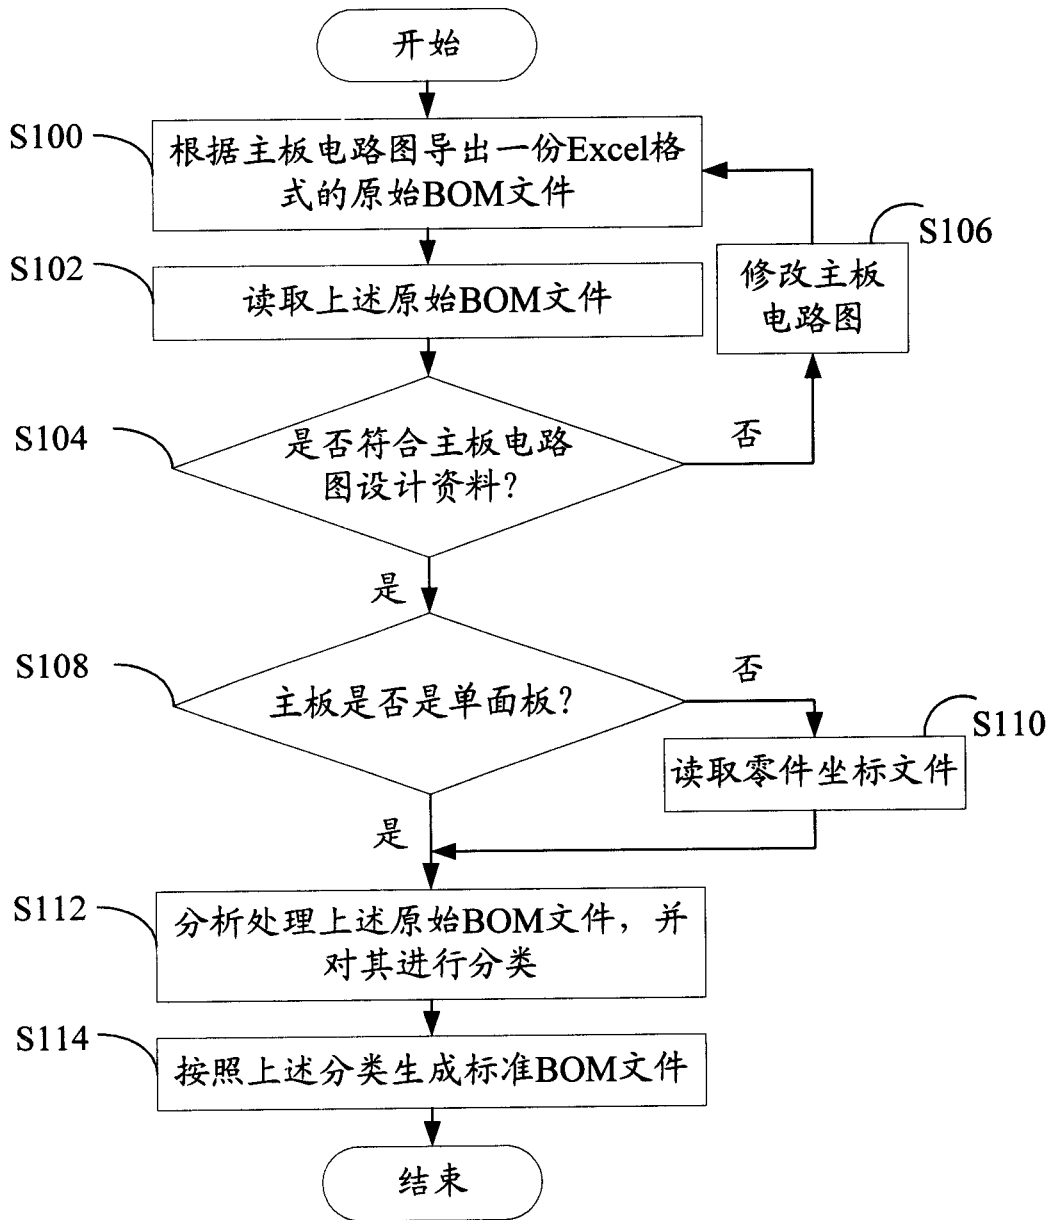 开始
S100
根据主板电路图导出一份Excel格
式的原始BOM文件
S106
修改主板
电路图
S102
读取上述原始BOM文件
S104
是否符合主板电路
图设计资料?
否
是
S108
主板是否是单面板?
否
S110
读取零件坐标文件
是
S112
分析处理上述原始BOM文件，并
对其进行分类
S114
按照上述分类生成标准BOM文件
结束